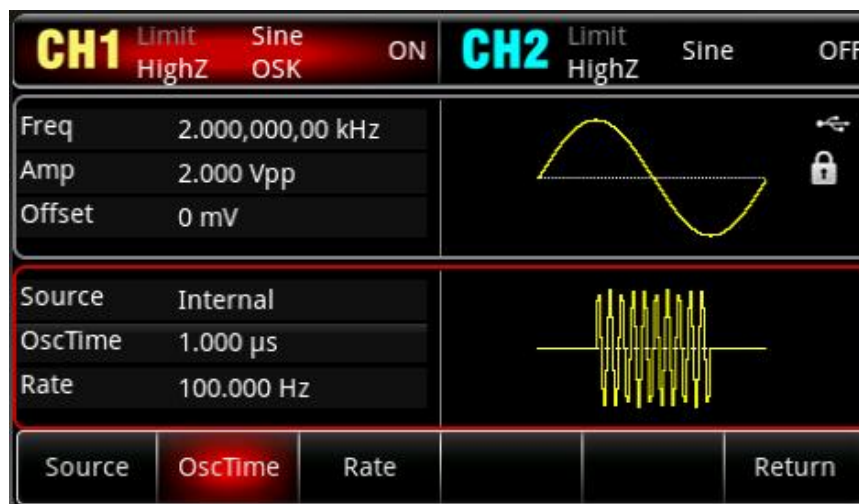 CH1 Limit Sine ON CH2 Limit Sine OFF
HighZ OSK HighZ
Freq 2.000,000,00 kHz
Amp 2.000 Vpp
Offset 0 mV
Source Internal
OscTime 1.000 µs
Rate 100.000 Hz
Source OscTime Rate Return